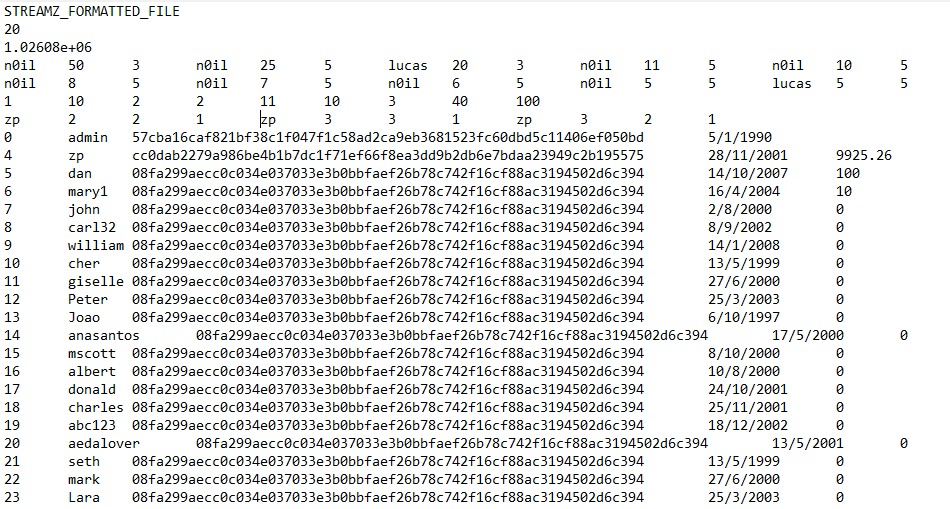 STREAMZ_FORMATTED_FILE
20
1.02608e+06
n0il 50 3 n0il 25 5 lucas 20 3 n0il 11 5 n0il 10 5
n0il 8 5 n0il 7 5 n0il 6 5 n0il 5 5 lucas 5 5
1 10 2 2 11 10 3 40 100
zp 2 2 1 zp 3 3 1 zp 3 2 1
0 admin 57cba16caf821bf38c1f047f1c58ad2ca9eb3681523fc60dbd5c11406ef050bd 5/1/1990
4 zp cc0dab2279a986be4b1b7dc1f71ef66f8ea3dd9b2db6e7bdaa23949c2b195575 28/11/2001 9925.26
5 dan 08fa299aecc0c034e037033e3b0bbfaef26b78c742f16cf88ac3194502d6c394 14/10/2007 100
6 mary1 08fa299aecc0c034e037033e3b0bbfaef26b78c742f16cf88ac3194502d6c394 16/4/2004 10
7 john 08fa299aecc0c034e037033e3b0bbfaef26b78c742f16cf88ac3194502d6c394 2/8/2000 0
8 carl32 08fa299aecc0c034e037033e3b0bbfaef26b78c742f16cf88ac3194502d6c394 8/9/2002 0
9 william 08fa299aecc0c034e037033e3b0bbfaef26b78c742f16cf88ac3194502d6c394 14/1/2008 0
10 cher 08fa299aecc0c034e037033e3b0bbfaef26b78c742f16cf88ac3194502d6c394 13/5/1999 0
11 giselle 08fa299aecc0c034e037033e3b0bbfaef26b78c742f16cf88ac3194502d6c394 27/6/2000 0
12 Peter 08fa299aecc0c034e037033e3b0bbfaef26b78c742f16cf88ac3194502d6c394 25/3/2003 0
13 Joao 08fa299aecc0c034e037033e3b0bbfaef26b78c742f16cf88ac3194502d6c394 6/10/1997 0
14 anasantos 08fa299aecc0c034e037033e3b0bbfaef26b78c742f16cf88ac3194502d6c394 17/5/2000 0
15 mscott 08fa299aecc0c034e037033e3b0bbfaef26b78c742f16cf88ac3194502d6c394 8/10/2000 0
16 albert 08fa299aecc0c034e037033e3b0bbfaef26b78c742f16cf88ac3194502d6c394 10/8/2000 0
17 donald 08fa299aecc0c034e037033e3b0bbfaef26b78c742f16cf88ac3194502d6c394 24/10/2001 0
18 charles 08fa299aecc0c034e037033e3b0bbfaef26b78c742f16cf88ac3194502d6c394 25/11/2001 0
19 abc123 08fa299aecc0c034e037033e3b0bbfaef26b78c742f16cf88ac3194502d6c394 18/12/2002 0
20 aedalover 08fa299aecc0c034e037033e3b0bbfaef26b78c742f16cf88ac3194502d6c394 13/5/2001 0
21 seth 08fa299aecc0c034e037033e3b0bbfaef26b78c742f16cf88ac3194502d6c394 13/5/1999 0
22 mark 08fa299aecc0c034e037033e3b0bbfaef26b78c742f16cf88ac3194502d6c394 27/6/2000 0
23 Lara 08fa299aecc0c034e037033e3b0bbfaef26b78c742f16cf88ac3194502d6c394 25/3/2003 0